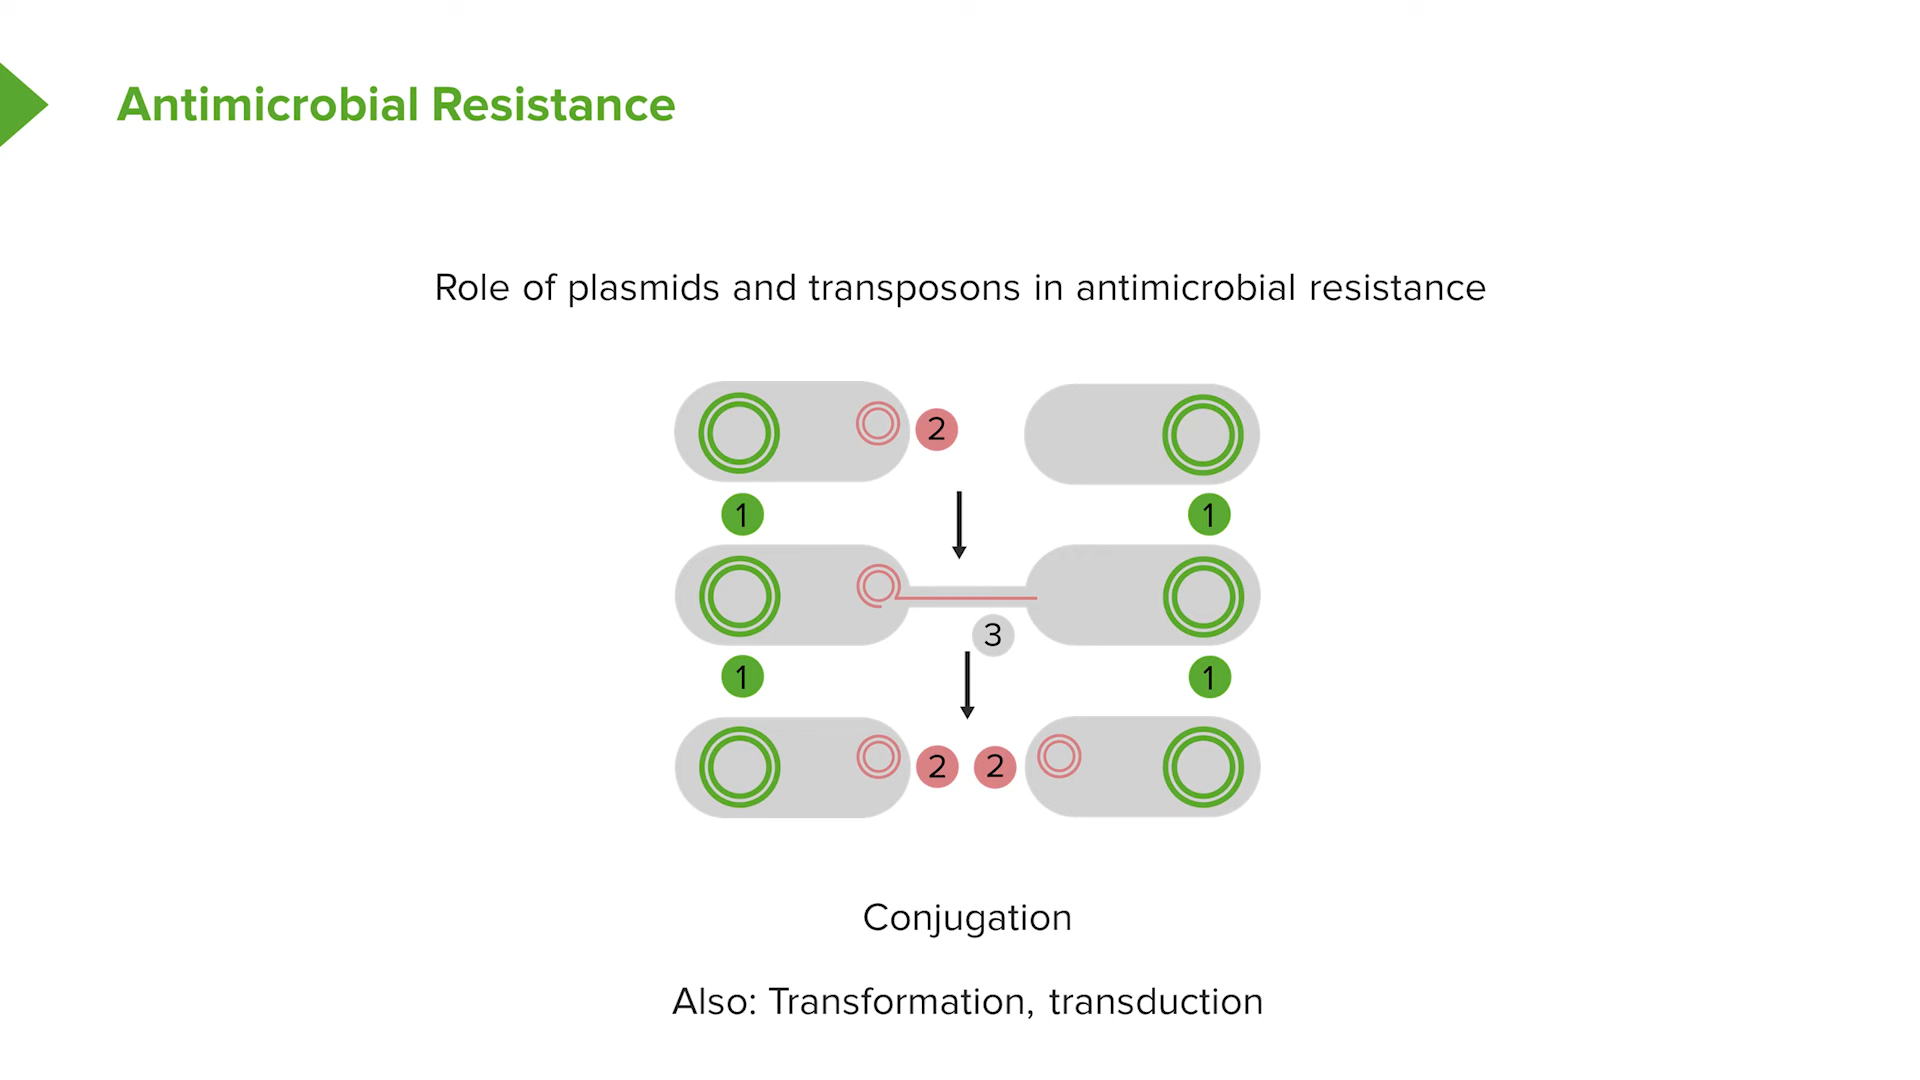 Antimicrobial Resistance
Role of plasmids and transposons in antimicrobial resistance
2
1 1
3
1 1
2 2
Conjugation
Also: Transformation, transduction